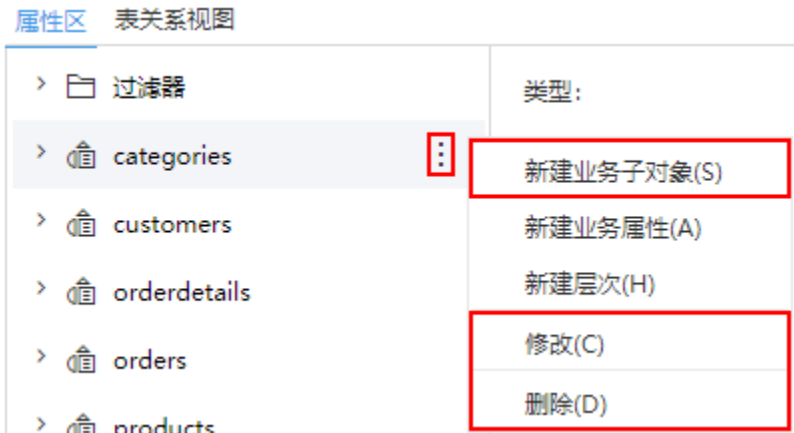 属性区 表关系视图
过滤器
类型:
categories
新建业务子对象(S)
customers
新建业务属性(A)
orderdetails
新建层次(H)
orders
修改(C)
products
删除(D)